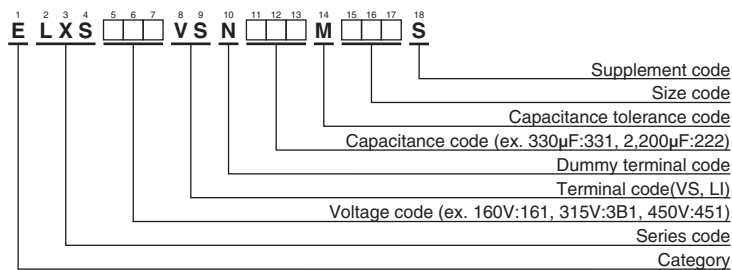 1 2 3 4 5 6 7 8 9 10 11 12 13 14 15 16 17 18
E L X S □□□ V S N □□□ M □□□ S
Supplement code
Size code
Capacitance tolerance code
Capacitance code (ex. 330µF:331, 2,200µF:222)
Dummy terminal code
Terminal code(VS, LI)
Voltage code (ex. 160V:161, 315V:3B1, 450V:451)
Series code
Category